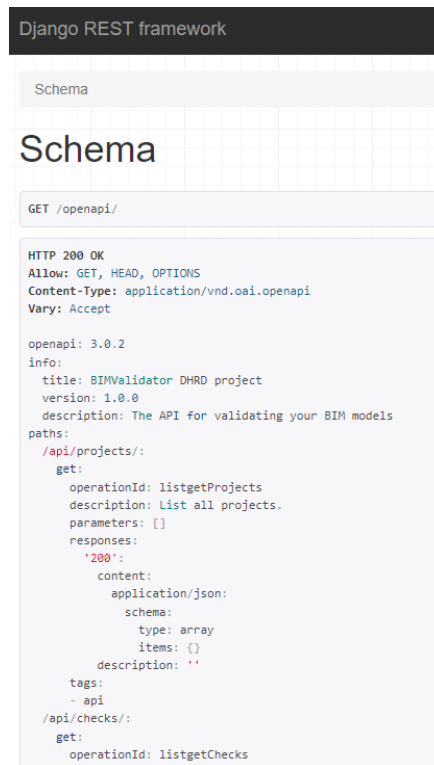 Django REST framework
Schema
Schema
GET /openapi/
HTTP 200 OK
Allow: GET, HEAD, OPTIONS
Content-Type: application/vnd.oai.openapi
Vary: Accept
openapi: 3.0.2
info:
  title: BIMValidator DHRD project
  version: 1.0.0
  description: The API for validating your BIM models
paths:
  /api/projects/:
    get:
      operationId: listgetProjects
      description: List all projects.
      parameters: []
      responses:
        '200':
          content:
            application/json:
              schema:
                type: array
                items: {}
          description: ''
      tags:
      - api
  /api/checks/:
    get:
      operationId: listgetChecks